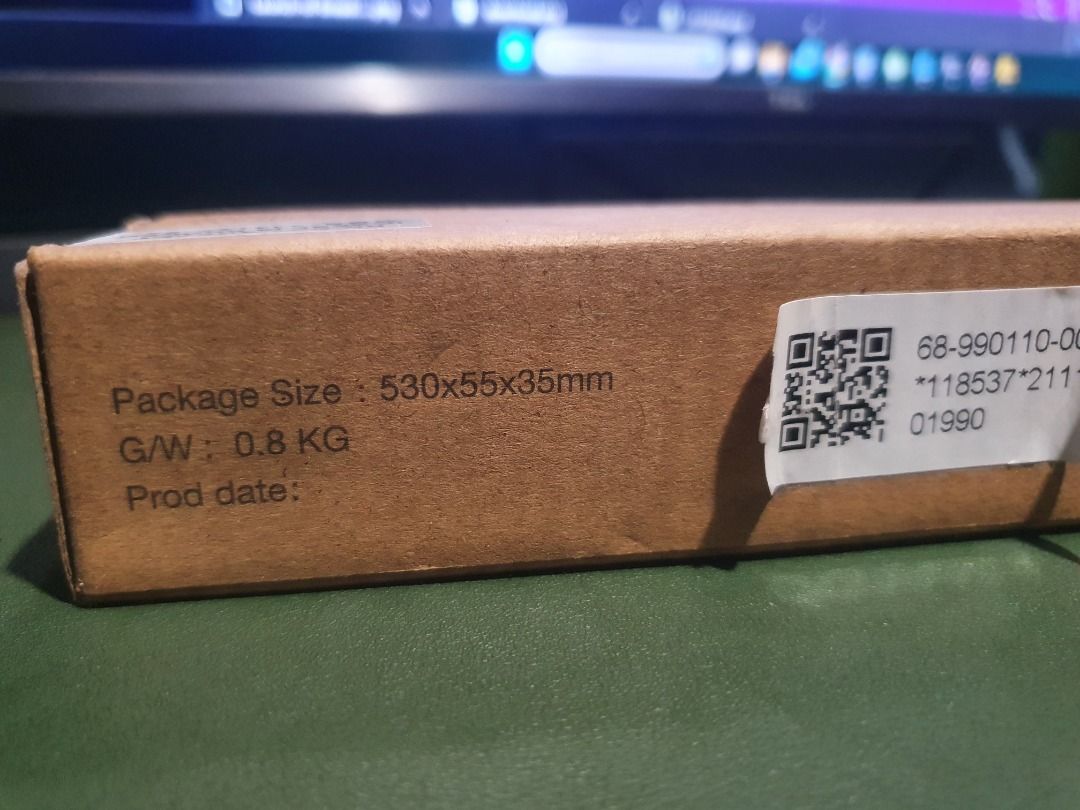 Package Size : 530x55x35mm
G/W : 0.8 KG
Prod date:
68-990110-00
*118537*2111
01990